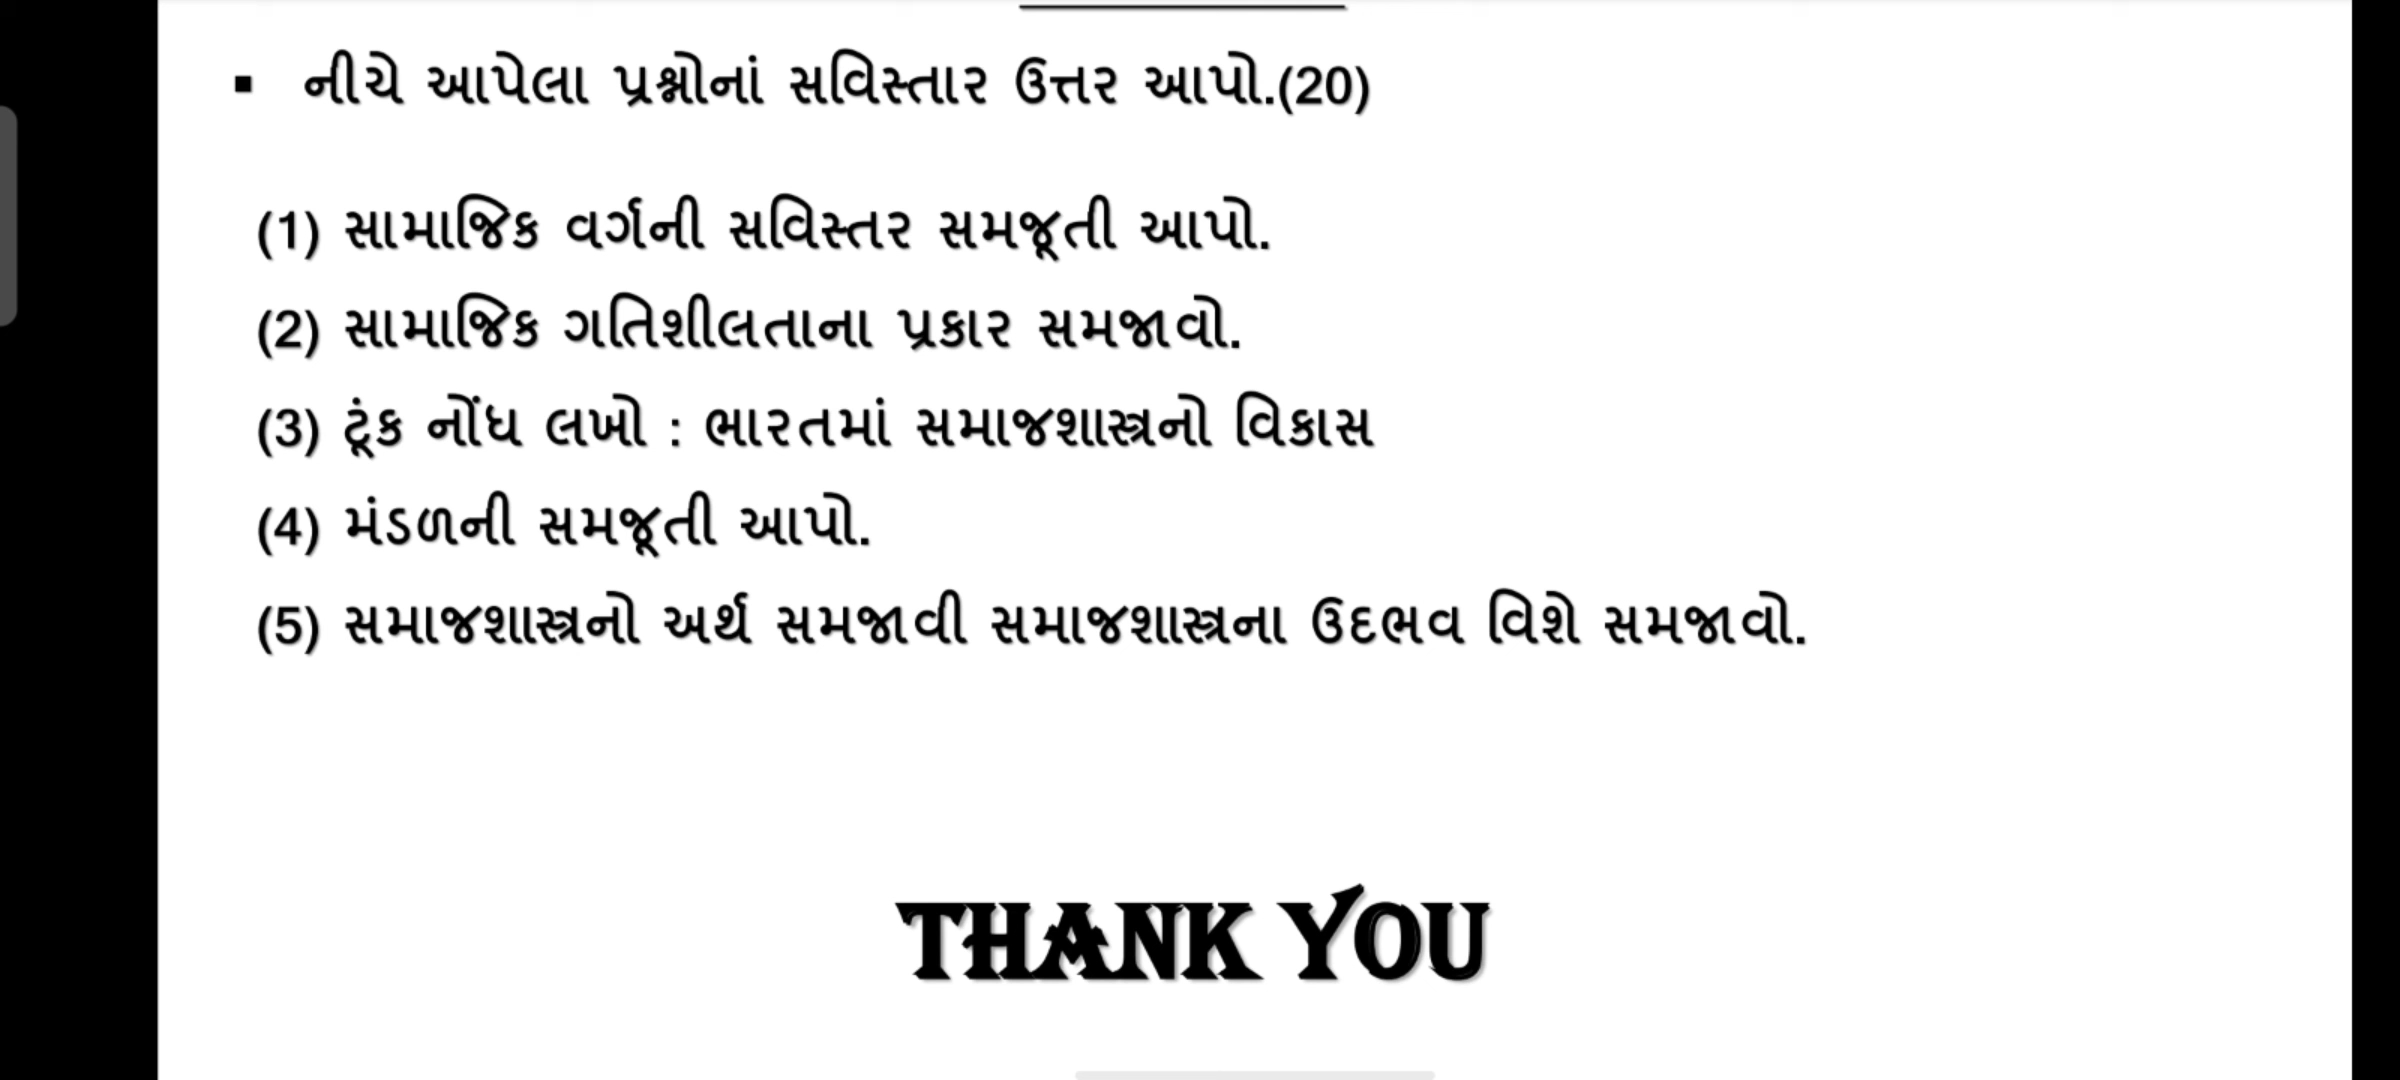 ▪ નીચે આપેલા પ્રશ્નોનાં સવિસ્તાર ઉત્તર આપો.(20)
(1) સામાજિક વર્ગની સવિસ્તર સમજૂતી આપો.
(2) સામાજિક ગતિશીલતાના પ્રકાર સમજાવો.
(3) ટૂંક નોંધ લખો : ભારતમાં સમાજશાસ્ત્રનો વિકાસ
(4) મંડળની સમજૂતી આપો.
(5) સમાજશાસ્ત્રનો અર્થ સમજાવી સમાજશાસ્ત્રના ઉદભવ વિશે સમજાવો.
THANK YOU